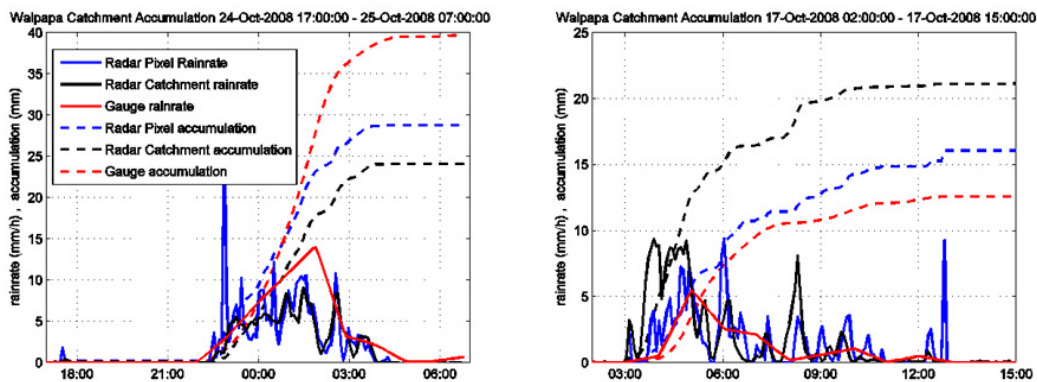 Waipapa Catchment Accumulation 24-Oct-2008 17:00:00 - 25-Oct-2008 07:00:00
40
35
30
25
20
15
10
5
0
rainrate (mm/h) , accumulation (mm)
Radar Pixel Rainrate
Radar Catchment rainrate
Gauge rainrate
Radar Pixel accumulation
Radar Catchment accumulation
Gauge accumulation
18:00 21:00 00:00 03:00 06:00
Waipapa Catchment Accumulation 17-Oct-2008 02:00:00 - 17-Oct-2008 15:00:00
25
20
15
10
5
0
rainrate (mm/h) , accumulation (mm)
03:00 06:00 09:00 12:00 15:00